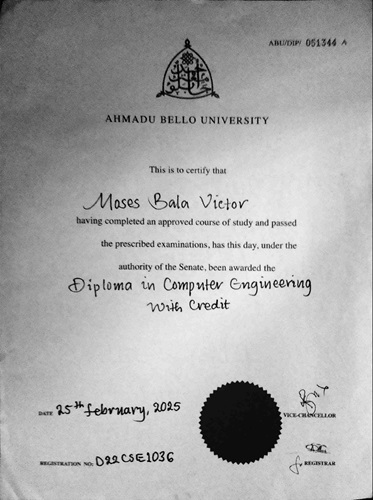 ABU/DIP/ 051344 A
AHMADU BELLO UNIVERSITY
This is to certify that
Moses Bala Victor
having completed an approved course of study and passed
the prescribed examinations, has this day, under the
authority of the Senate, been awarded the
Diploma in Computer Engineering
With Credit
DATE 25th february, 2025
VICE-CHANCELLOR
REGISTRATION NO: D22CSE1036
REGISTRAR